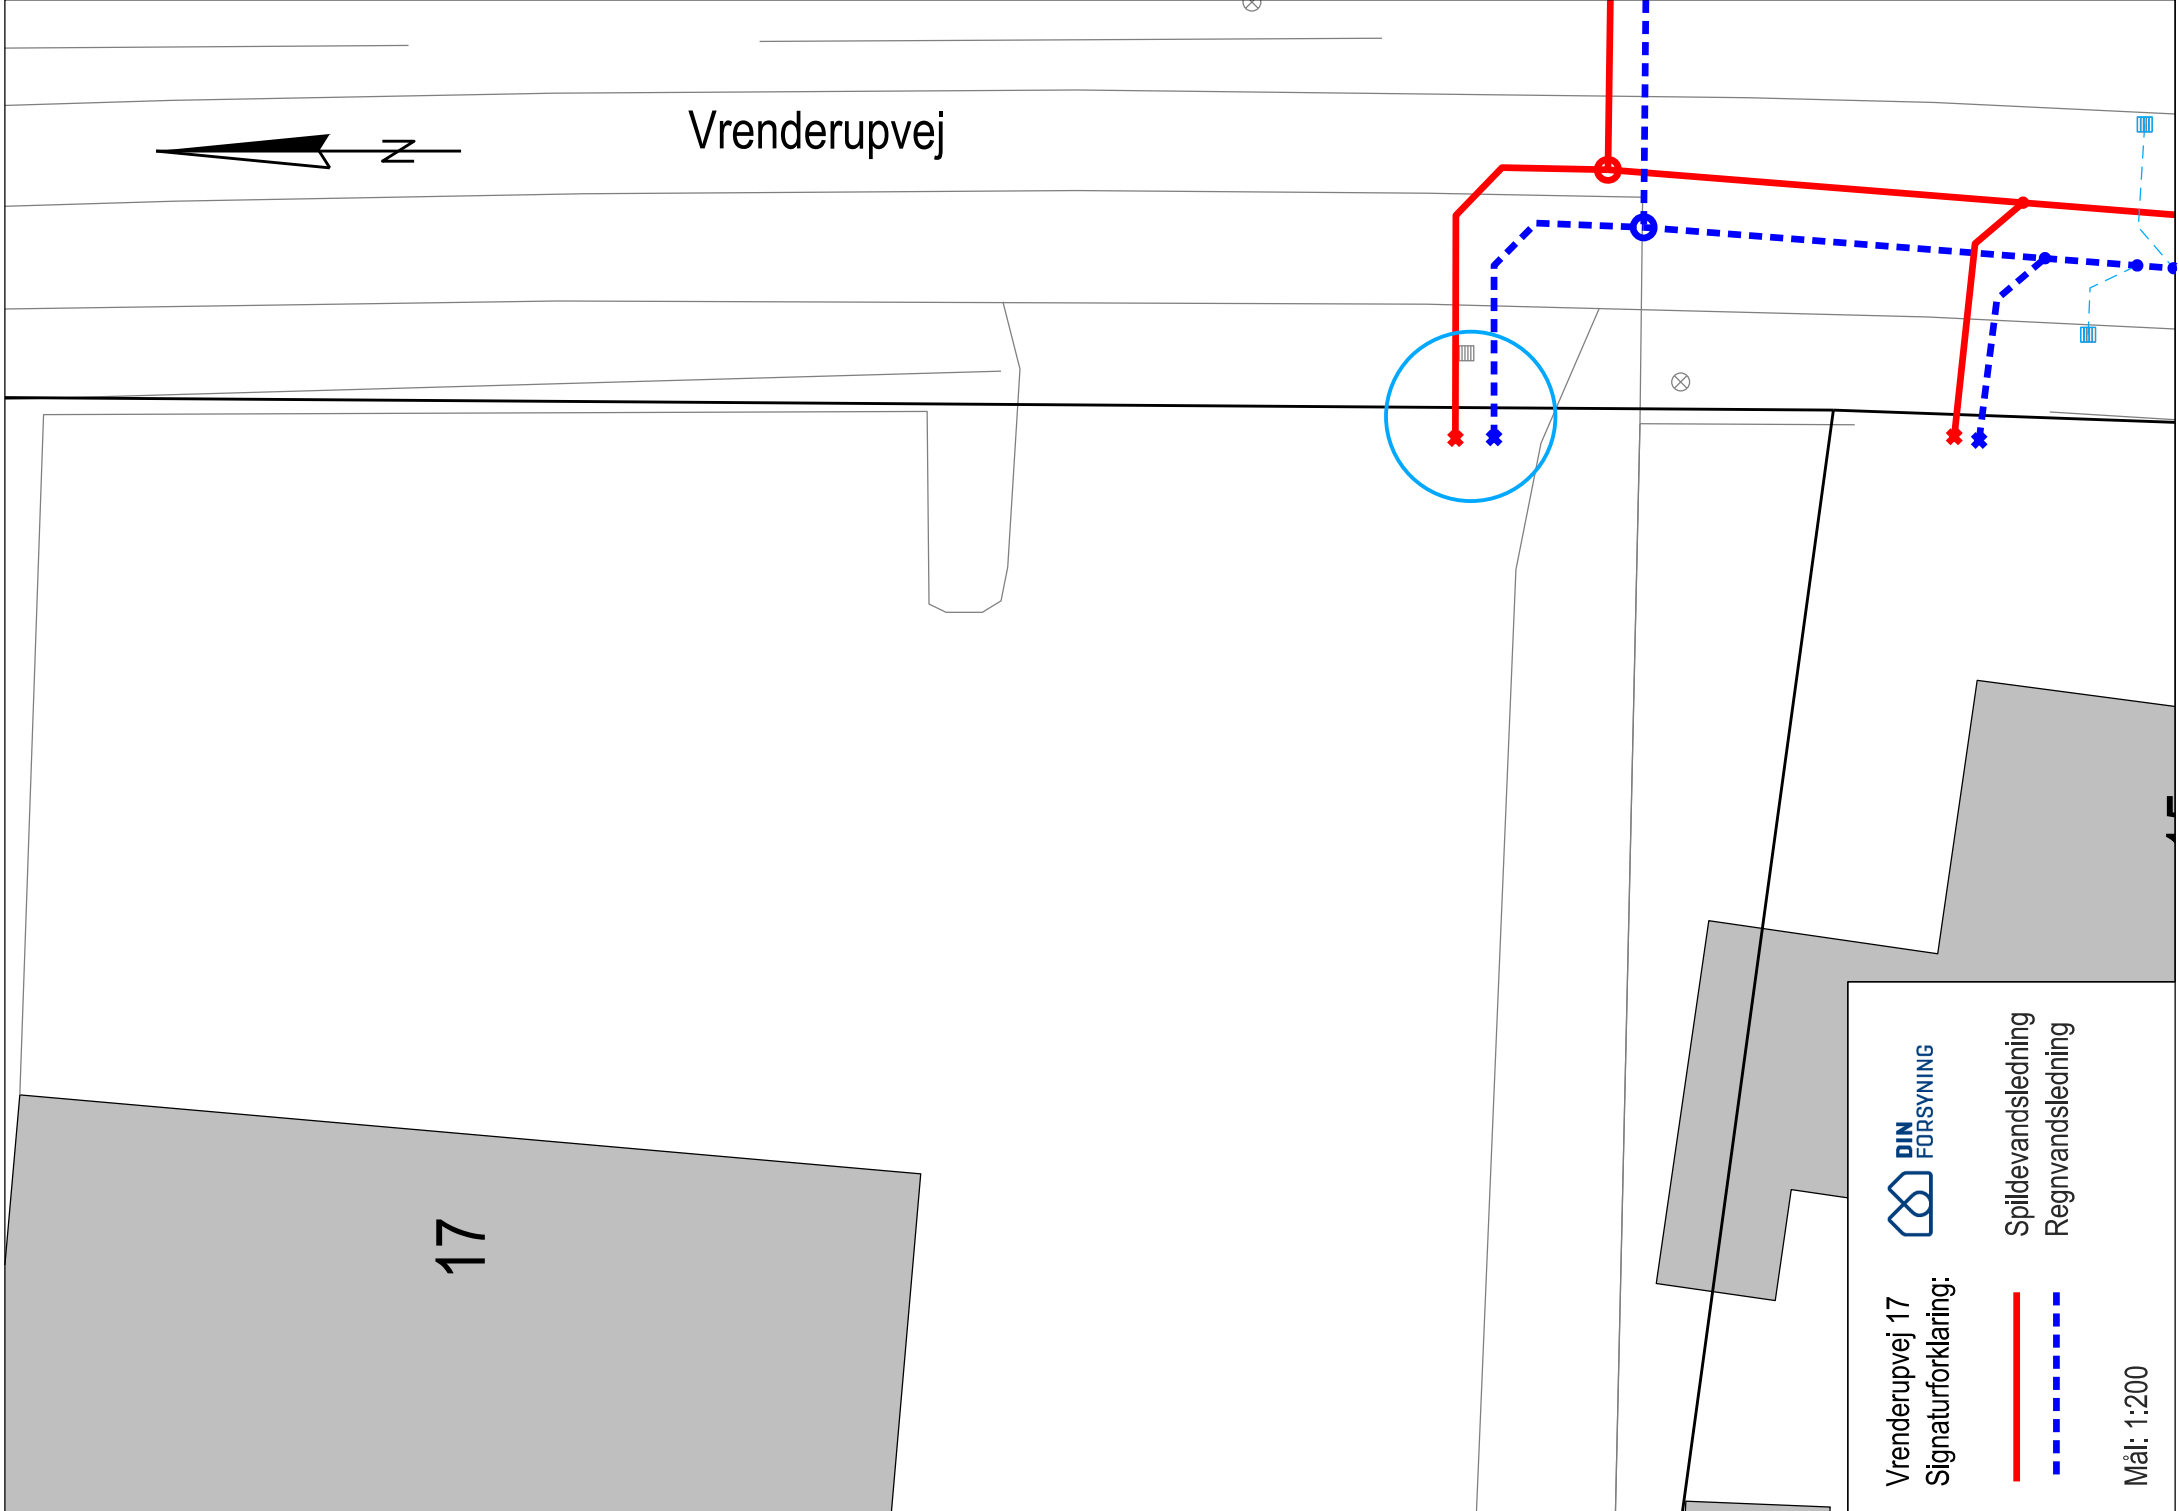 Vrenderupvej
N
17
Vrenderupvej 17
DIN
FORSYNING
Signaturforklaring:
Spildevandsledning
Regnvandsledning
Mål: 1:200